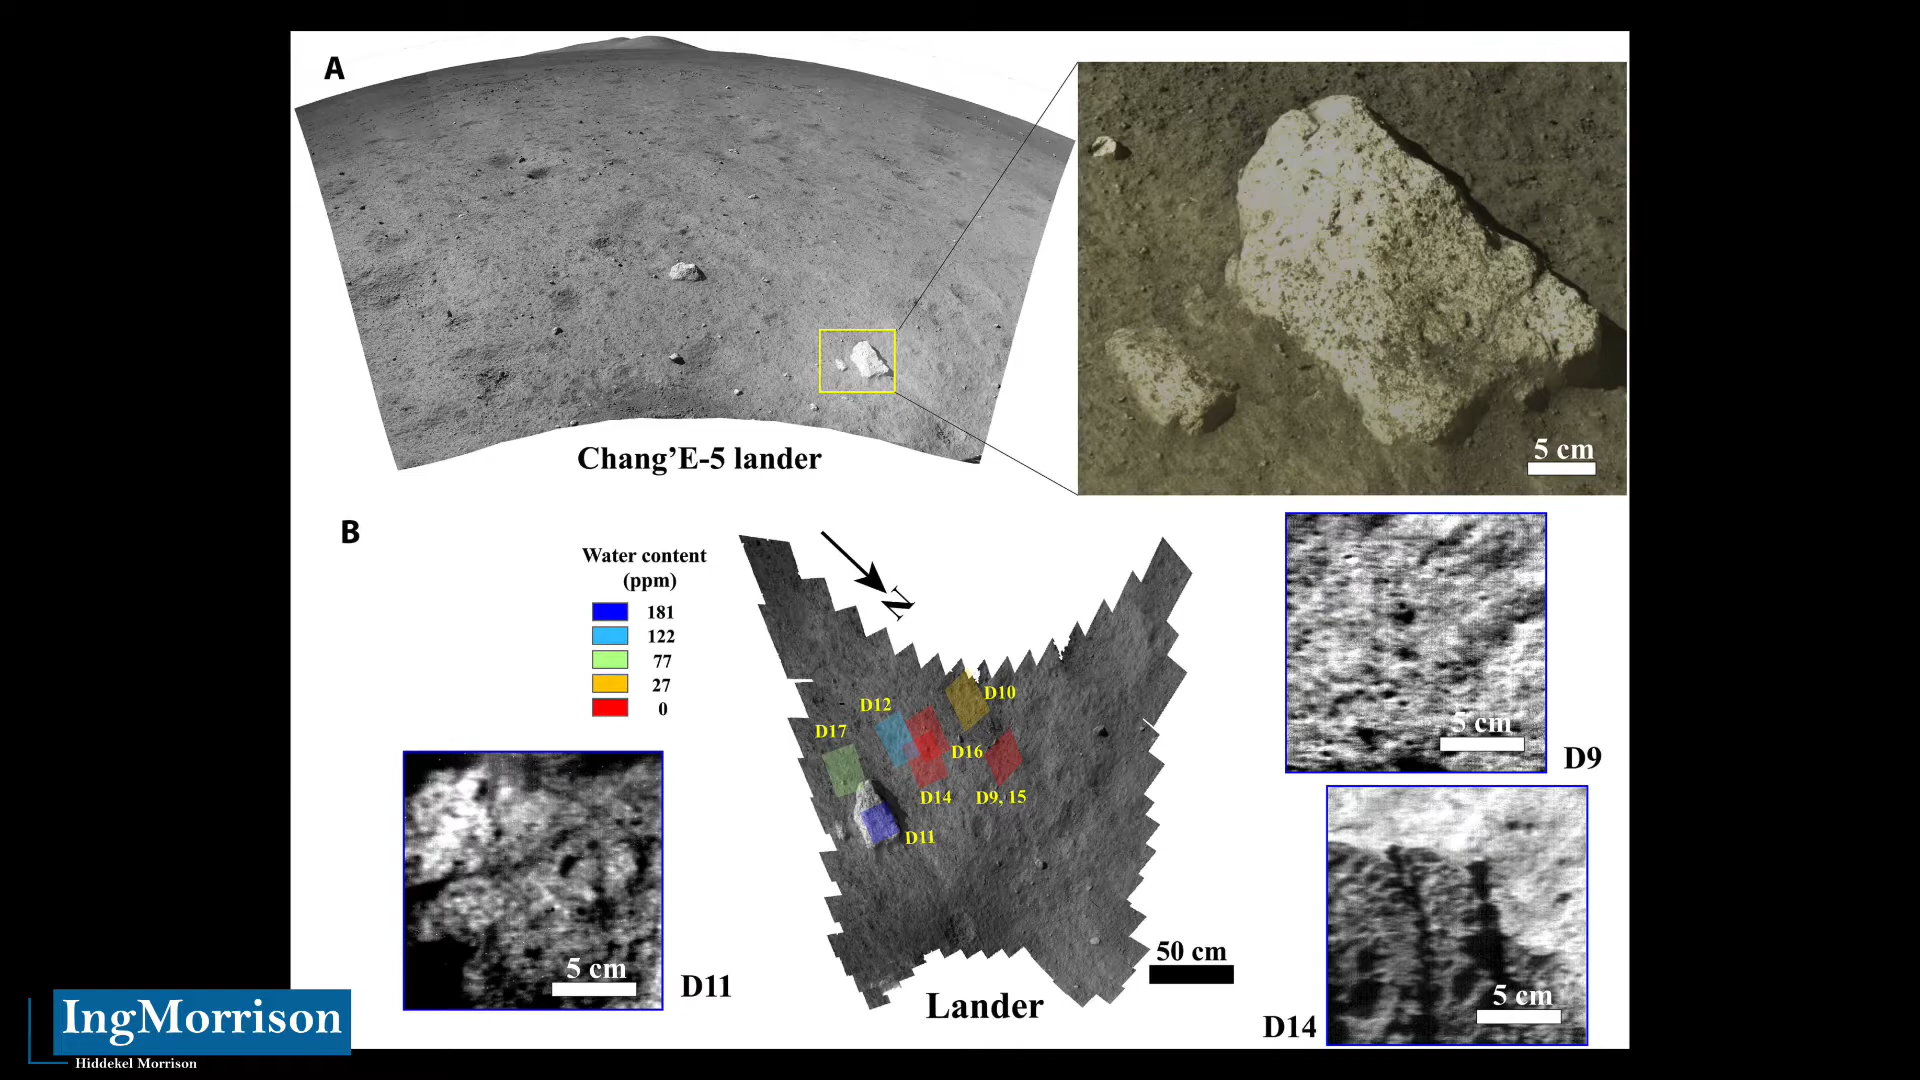 A
5 cm
Chang'E-5 lander
B
Water content
(ppm)
181
122
77
27
0
N
D10
D12
D17
D16
D14
D9, 15
D11
5 cm
D9
5 cm
D11
50 cm
Lander
5 cm
D14
IngMorrison
Hiddekel Morrison